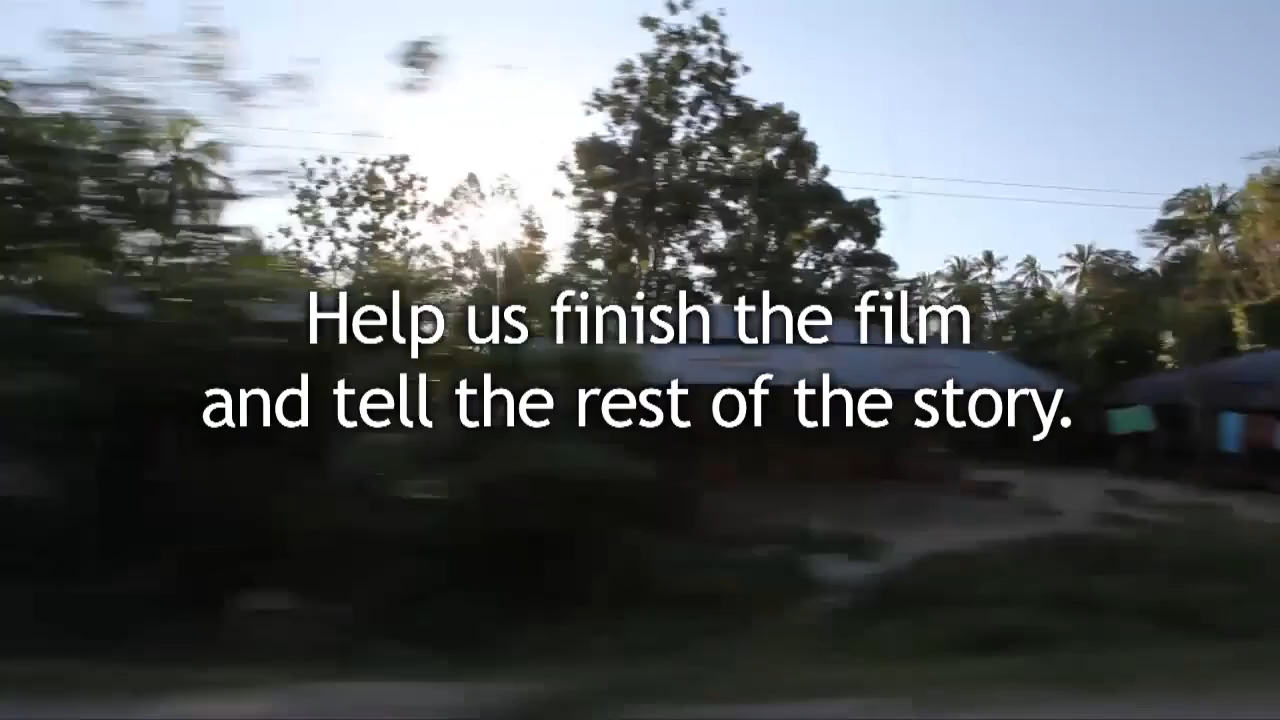 Help us finish the film
and tell the rest of the story.